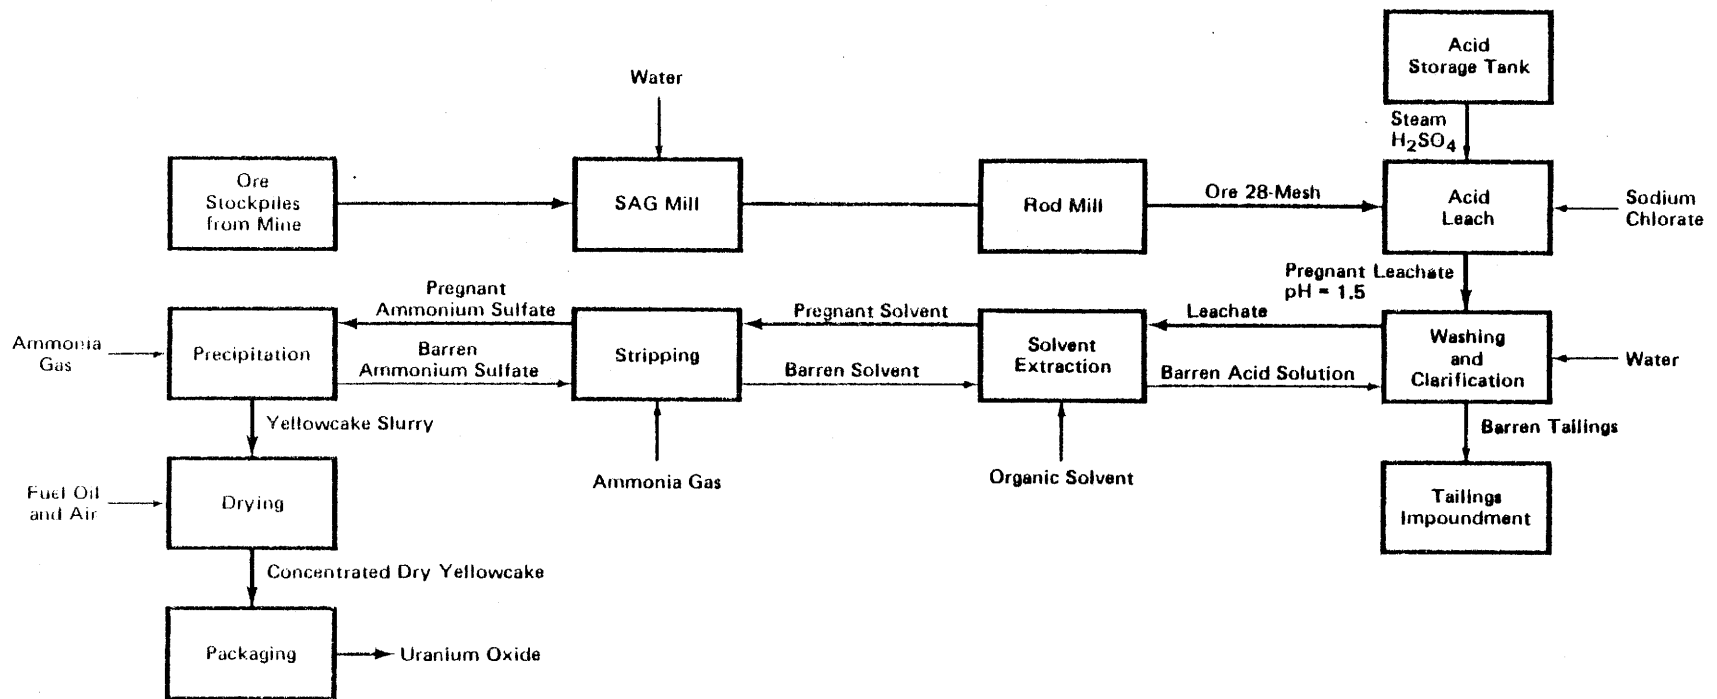 Acid
Storage Tank
Water
Steam
H₂SO₄
Ore
Stockpiles
from Mine
SAG Mill
Rod Mill
Ore 28-Mesh
Acid
Leach
Sodium
Chlorate
Pregnant Leachate
pH = 1.5
Pregnant
Ammonium Sulfate
Pregnant Solvent
Leachate
Ammonia
Gas
Precipitation
Barren
Ammonium Sulfate
Stripping
Barren Solvent
Solvent
Extraction
Barren Acid Solution
Washing
and
Clarification
Water
Yellowcake Slurry
Barren Tailings
Ammonia Gas
Organic Solvent
Fuel Oil
and Air
Drying
Tailings
Impoundment
Concentrated Dry Yellowcake
Packaging
Uranium Oxide